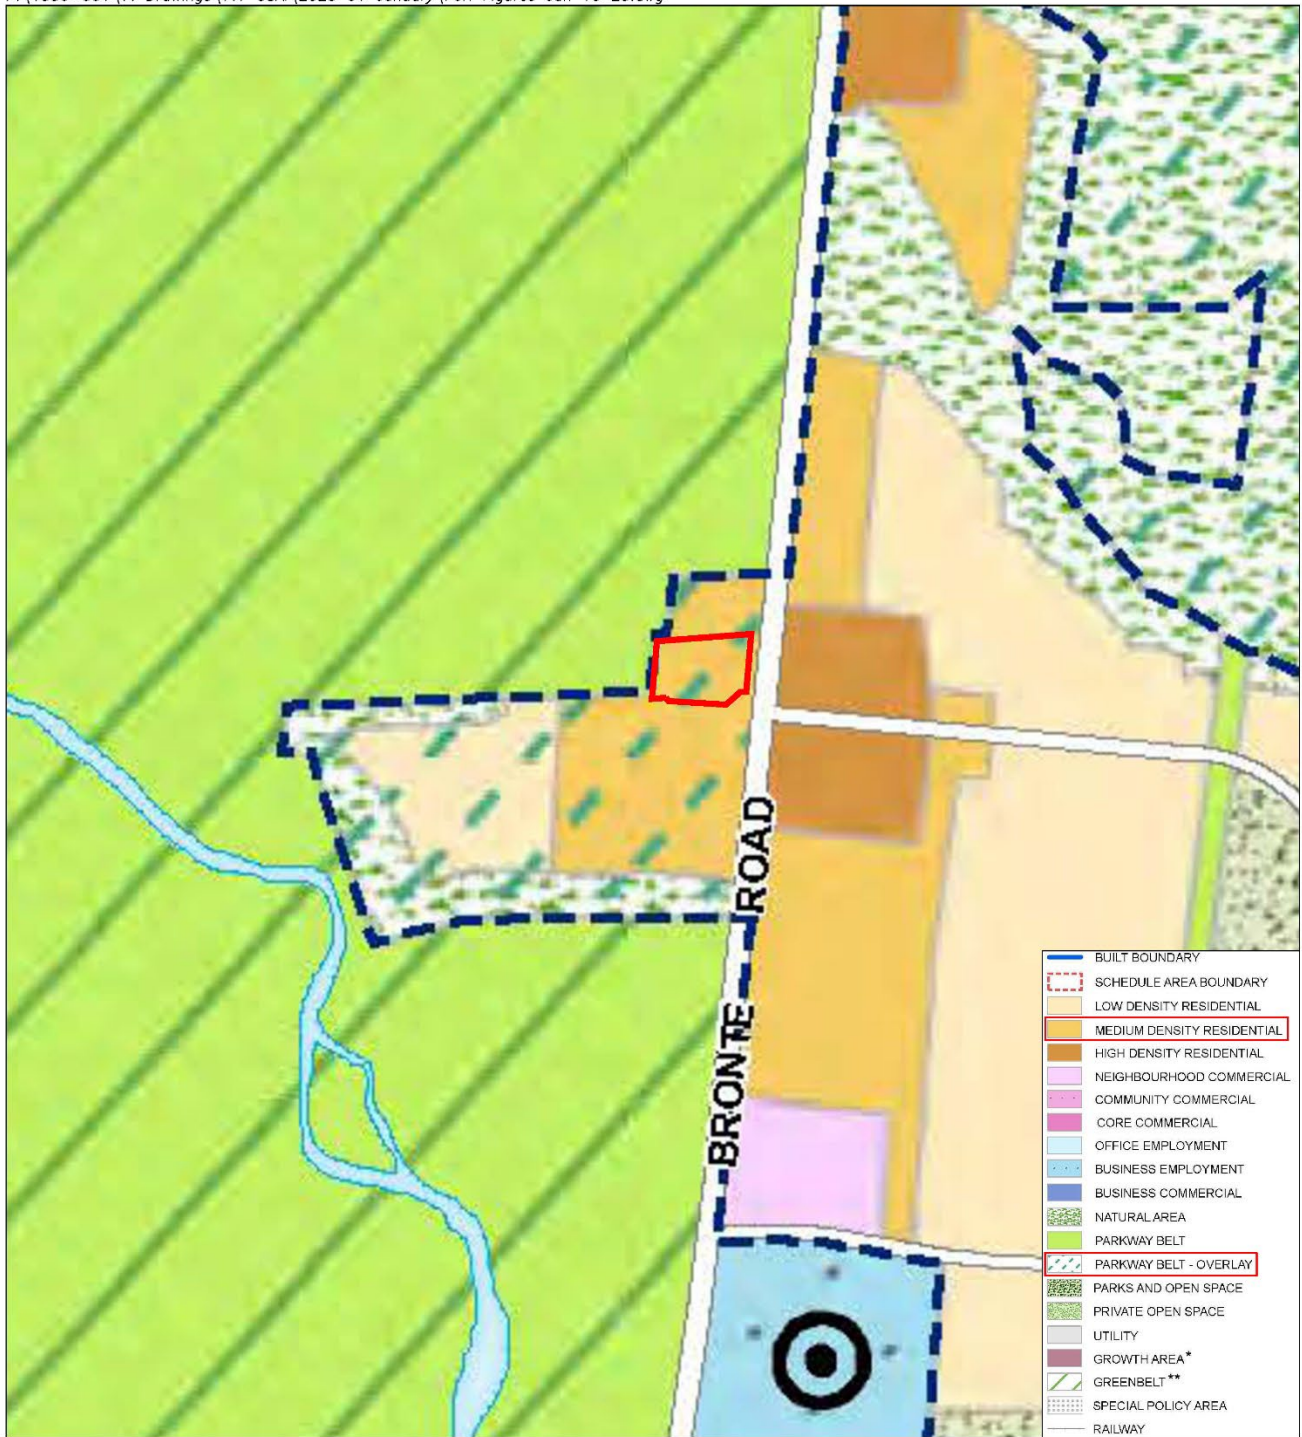 ROAD
BRONTE
BUILT BOUNDARY
SCHEDULE AREA BOUNDARY
LOW DENSITY RESIDENTIAL
MEDIUM DENSITY RESIDENTIAL
HIGH DENSITY RESIDENTIAL
NEIGHBOURHOOD COMMERCIAL
COMMUNITY COMMERCIAL
CORE COMMERCIAL
OFFICE EMPLOYMENT
BUSINESS EMPLOYMENT
BUSINESS COMMERCIAL
NATURAL AREA
PARKWAY BELT
PARKWAY BELT - OVERLAY
PARKS AND OPEN SPACE
PRIVATE OPEN SPACE
UTILITY
GROWTH AREA*
GREENBELT**
SPECIAL POLICY AREA
RAILWAY